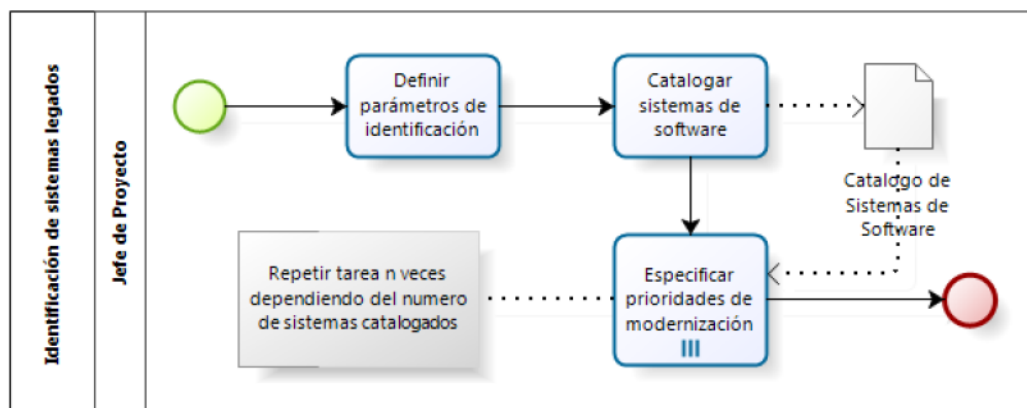 Identificación de sistemas legados
Jefe de Proyecto
Definir
parámetros de
identificación
Catalogar
sistemas de
software
Catalogo de
Sistemas de
Software
Repetir tarea n veces
dependiendo del numero
de sistemas catalogados
Especificar
prioridades de
modernización